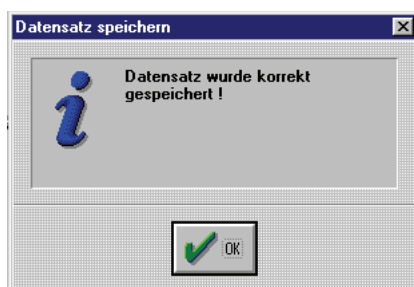 Datensatz speichern
Datensatz wurde korrekt
gespeichert !
OK